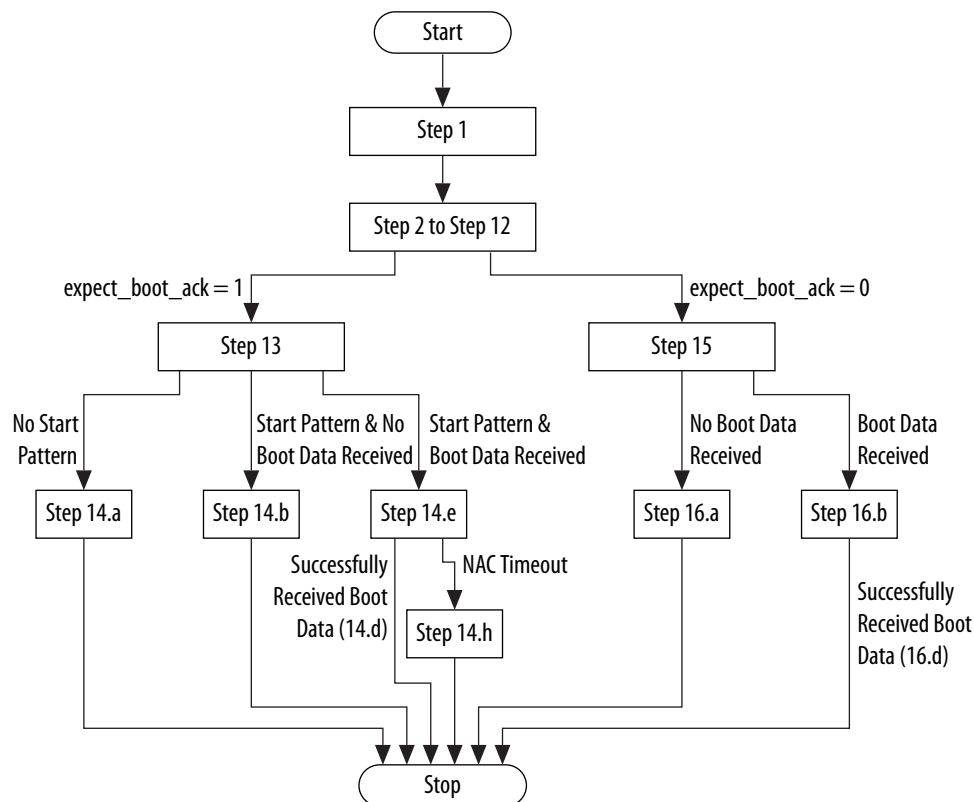 Start
Step 1
Step 2 to Step 12
expect_boot_ack = 1
expect_boot_ack = 0
Step 13
Step 15
No Start
Pattern
Start Pattern & No
Boot Data Received
Start Pattern &
Boot Data Received
No Boot Data
Received
Boot Data
Received
Step 14.a
Step 14.b
Step 14.e
Step 16.a
Step 16.b
Successfully
Received Boot
Data (14.d)
NAC Timeout
Step 14.h
Successfully
Received Boot
Data (16.d)
Stop